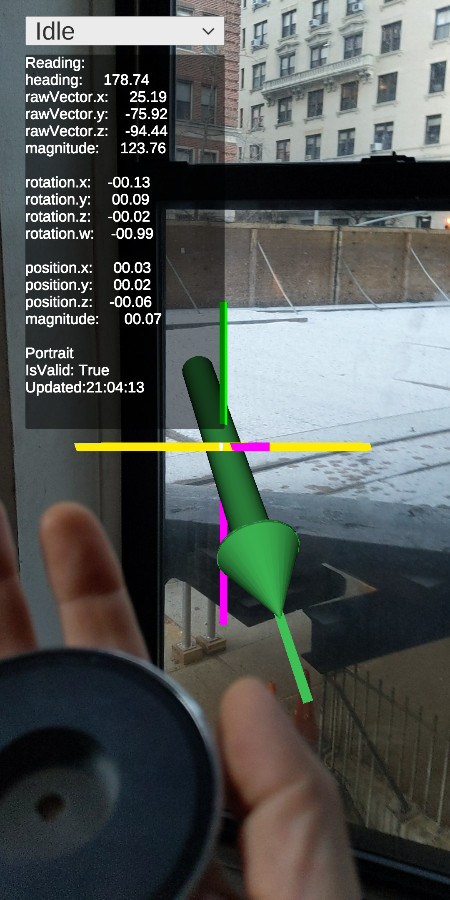 Idle
Reading:
heading: 178.74
rawVector.x: 25.19
rawVector.y: -75.92
rawVector.z: -94.44
magnitude: 123.76
rotation.x: -00.13
rotation.y: 00.09
rotation.z: -00.02
rotation.w: -00.99
position.x: 00.03
position.y: 00.02
position.z: -00.06
magnitude: 00.07
Portrait
IsValid: True
Updated:21:04:13